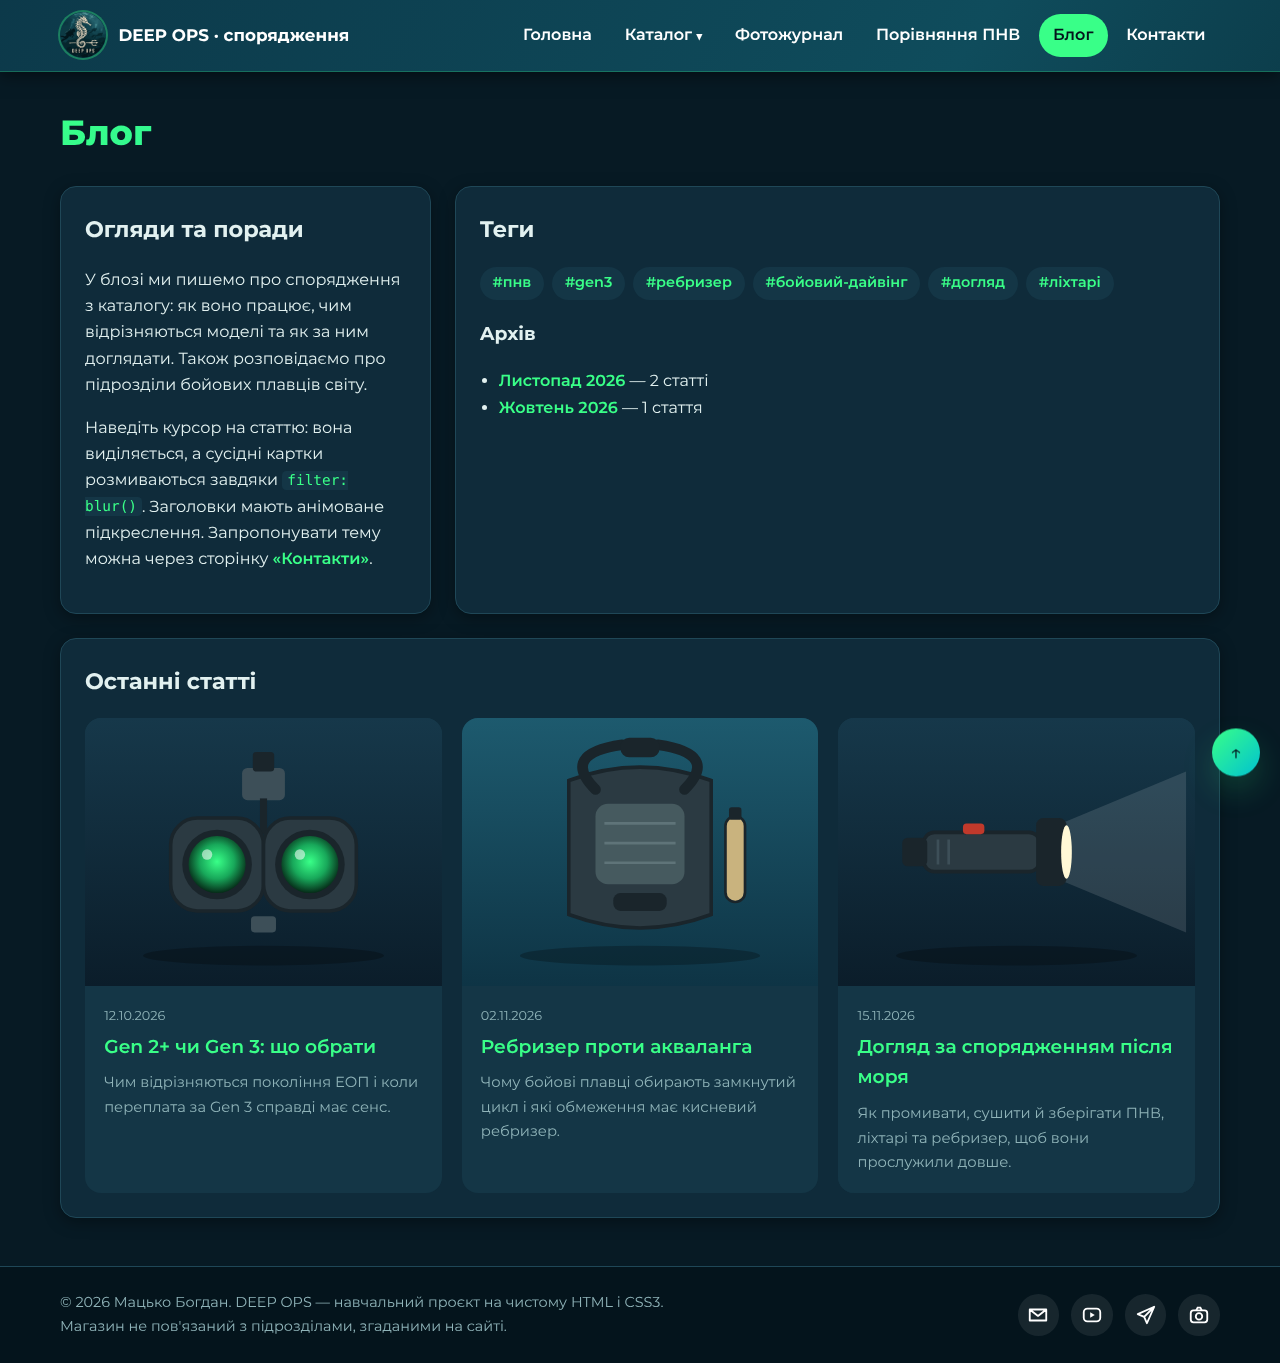 DEEP OPS · спорядження
Головна
Каталог ▾
Фотожурнал
Порівняння ПНВ
Блог
Контакти
Блог
Огляди та поради
У блозі ми пишемо про спорядження
з каталогу: як воно працює, чим
відрізняються моделі та як за ним
доглядати. Також розповідаємо про
підрозділи бойових плавців світу.
Наведіть курсор на статтю: вона
виділяється, а сусідні картки
розмиваються завдяки filter:
blur(). Заголовки мають анімоване
підкреслення. Запропонувати тему
можна через сторінку «Контакти».
Теги
#пнв
#gen3
#ребризер
#бойовий-дайвінг
#догляд
#ліхтарі
Архів
Листопад 2026 — 2 статті
Жовтень 2026 — 1 стаття
Останні статті
12.10.2026
Gen 2+ чи Gen 3: що обрати
Чим відрізняються покоління ЕОП і коли
переплата за Gen 3 справді має сенс.
02.11.2026
Ребризер проти акваланга
Чому бойові плавці обирають замкнутий
цикл і які обмеження має кисневий
ребризер.
15.11.2026
Догляд за спорядженням після
моря
Як промивати, сушити й зберігати ПНВ,
ліхтарі та ребризер, щоб вони
прослужили довше.
↑
© 2026 Мацько Богдан. DEEP OPS — навчальний проєкт на чистому HTML і CSS3.
Магазин не пов'язаний з підрозділами, згаданими на сайті.